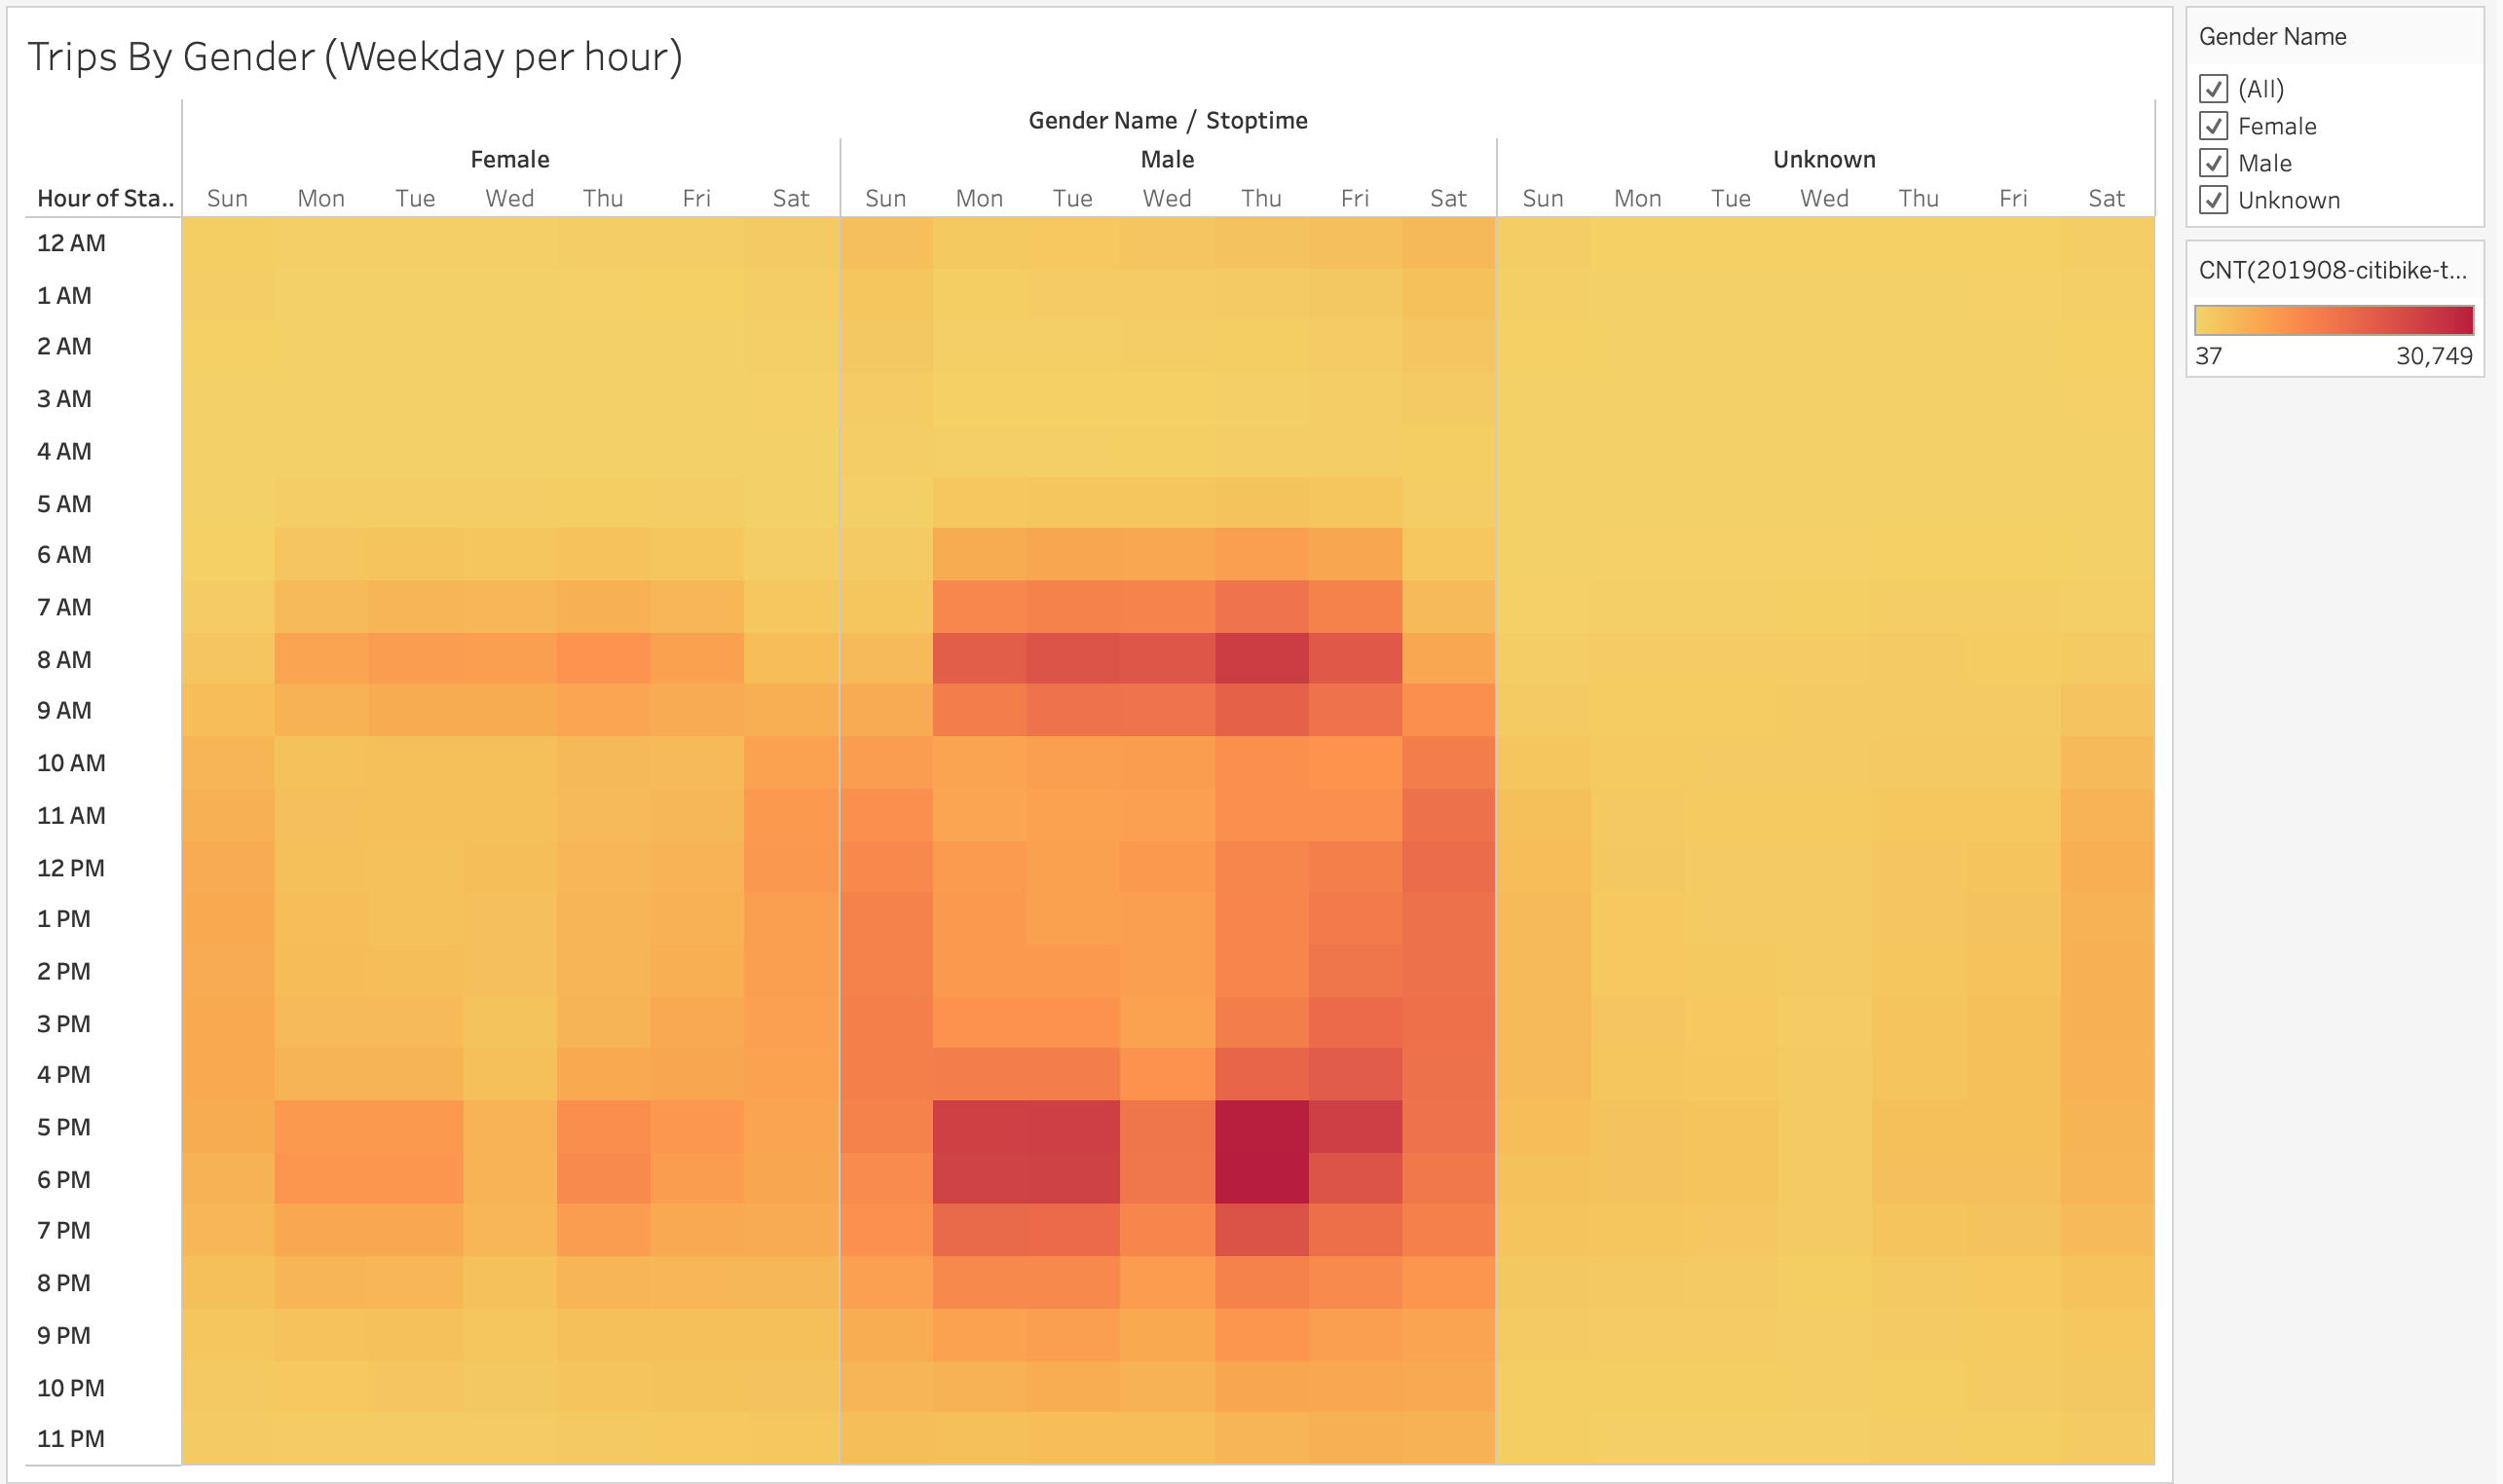 Trips By Gender (Weekday per hour)
Gender Name / Stoptime
Female Male Unknown
Hour of Sta.. Sun Mon Tue Wed Thu Fri Sat Sun Mon Tue Wed Thu Fri Sat Sun Mon Tue Wed Thu Fri Sat
12 AM
1 AM
2 AM
3 AM
4 AM
5 AM
6 AM
7 AM
8 AM
9 AM
10 AM
11 AM
12 PM
1 PM
2 PM
3 PM
4 PM
5 PM
6 PM
7 PM
8 PM
9 PM
10 PM
11 PM
Gender Name
(All)
Female
Male
Unknown
CNT(201908-citibike-t...
37 30,749